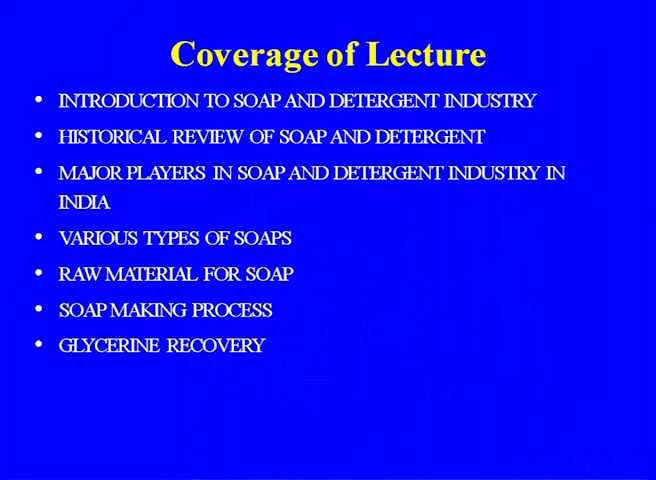 Coverage of Lecture
• INTRODUCTION TO SOAP AND DETERGENT INDUSTRY
• HISTORICAL REVIEW OF SOAP AND DETERGENT
• MAJOR PLAYERS IN SOAP AND DETERGENT INDUSTRY IN
INDIA
• VARIOUS TYPES OF SOAPS
• RAW MATERIAL FOR SOAP
• SOAP MAKING PROCESS
• GLYCERINE RECOVERY